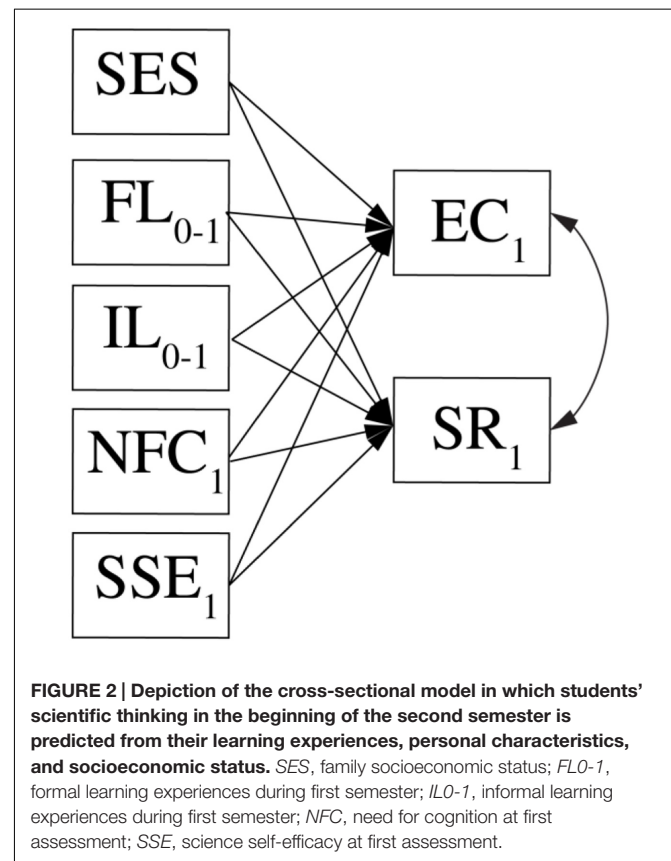 SES
FL0-1
IL0-1
NFC1
SSE1
EC1
SR1
FIGURE 2 | Depiction of the cross-sectional model in which students’
scientific thinking in the beginning of the second semester is
predicted from their learning experiences, personal characteristics,
and socioeconomic status. SES, family socioeconomic status; FL0-1,
formal learning experiences during first semester; IL0-1, informal learning
experiences during first semester; NFC, need for cognition at first
assessment; SSE, science self-efficacy at first assessment.